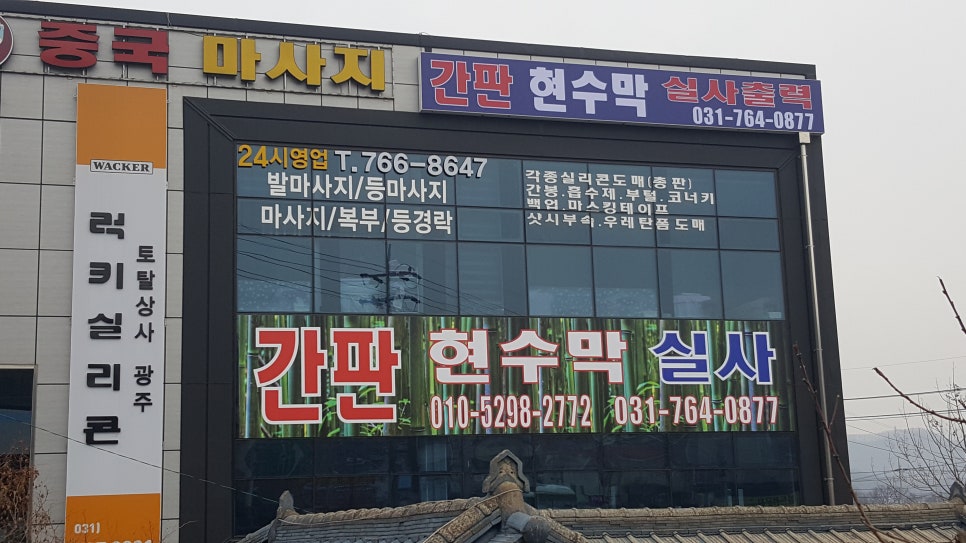 중국 마사지
간판 현수막 실사출력
031-764-0877
WACKER
럭키실리콘
토탈상사 광주
031)
24시영업 T.766-8647
발마사지/등마사지
마사지/복부/등경락
각종실리콘도매(총판)
간봉.흡수제.부털.코너키
백업.마스킹테이프
삿시부속.우레탄폼도매
간판 현수막 실사
010-5298-2772 031-764-0877